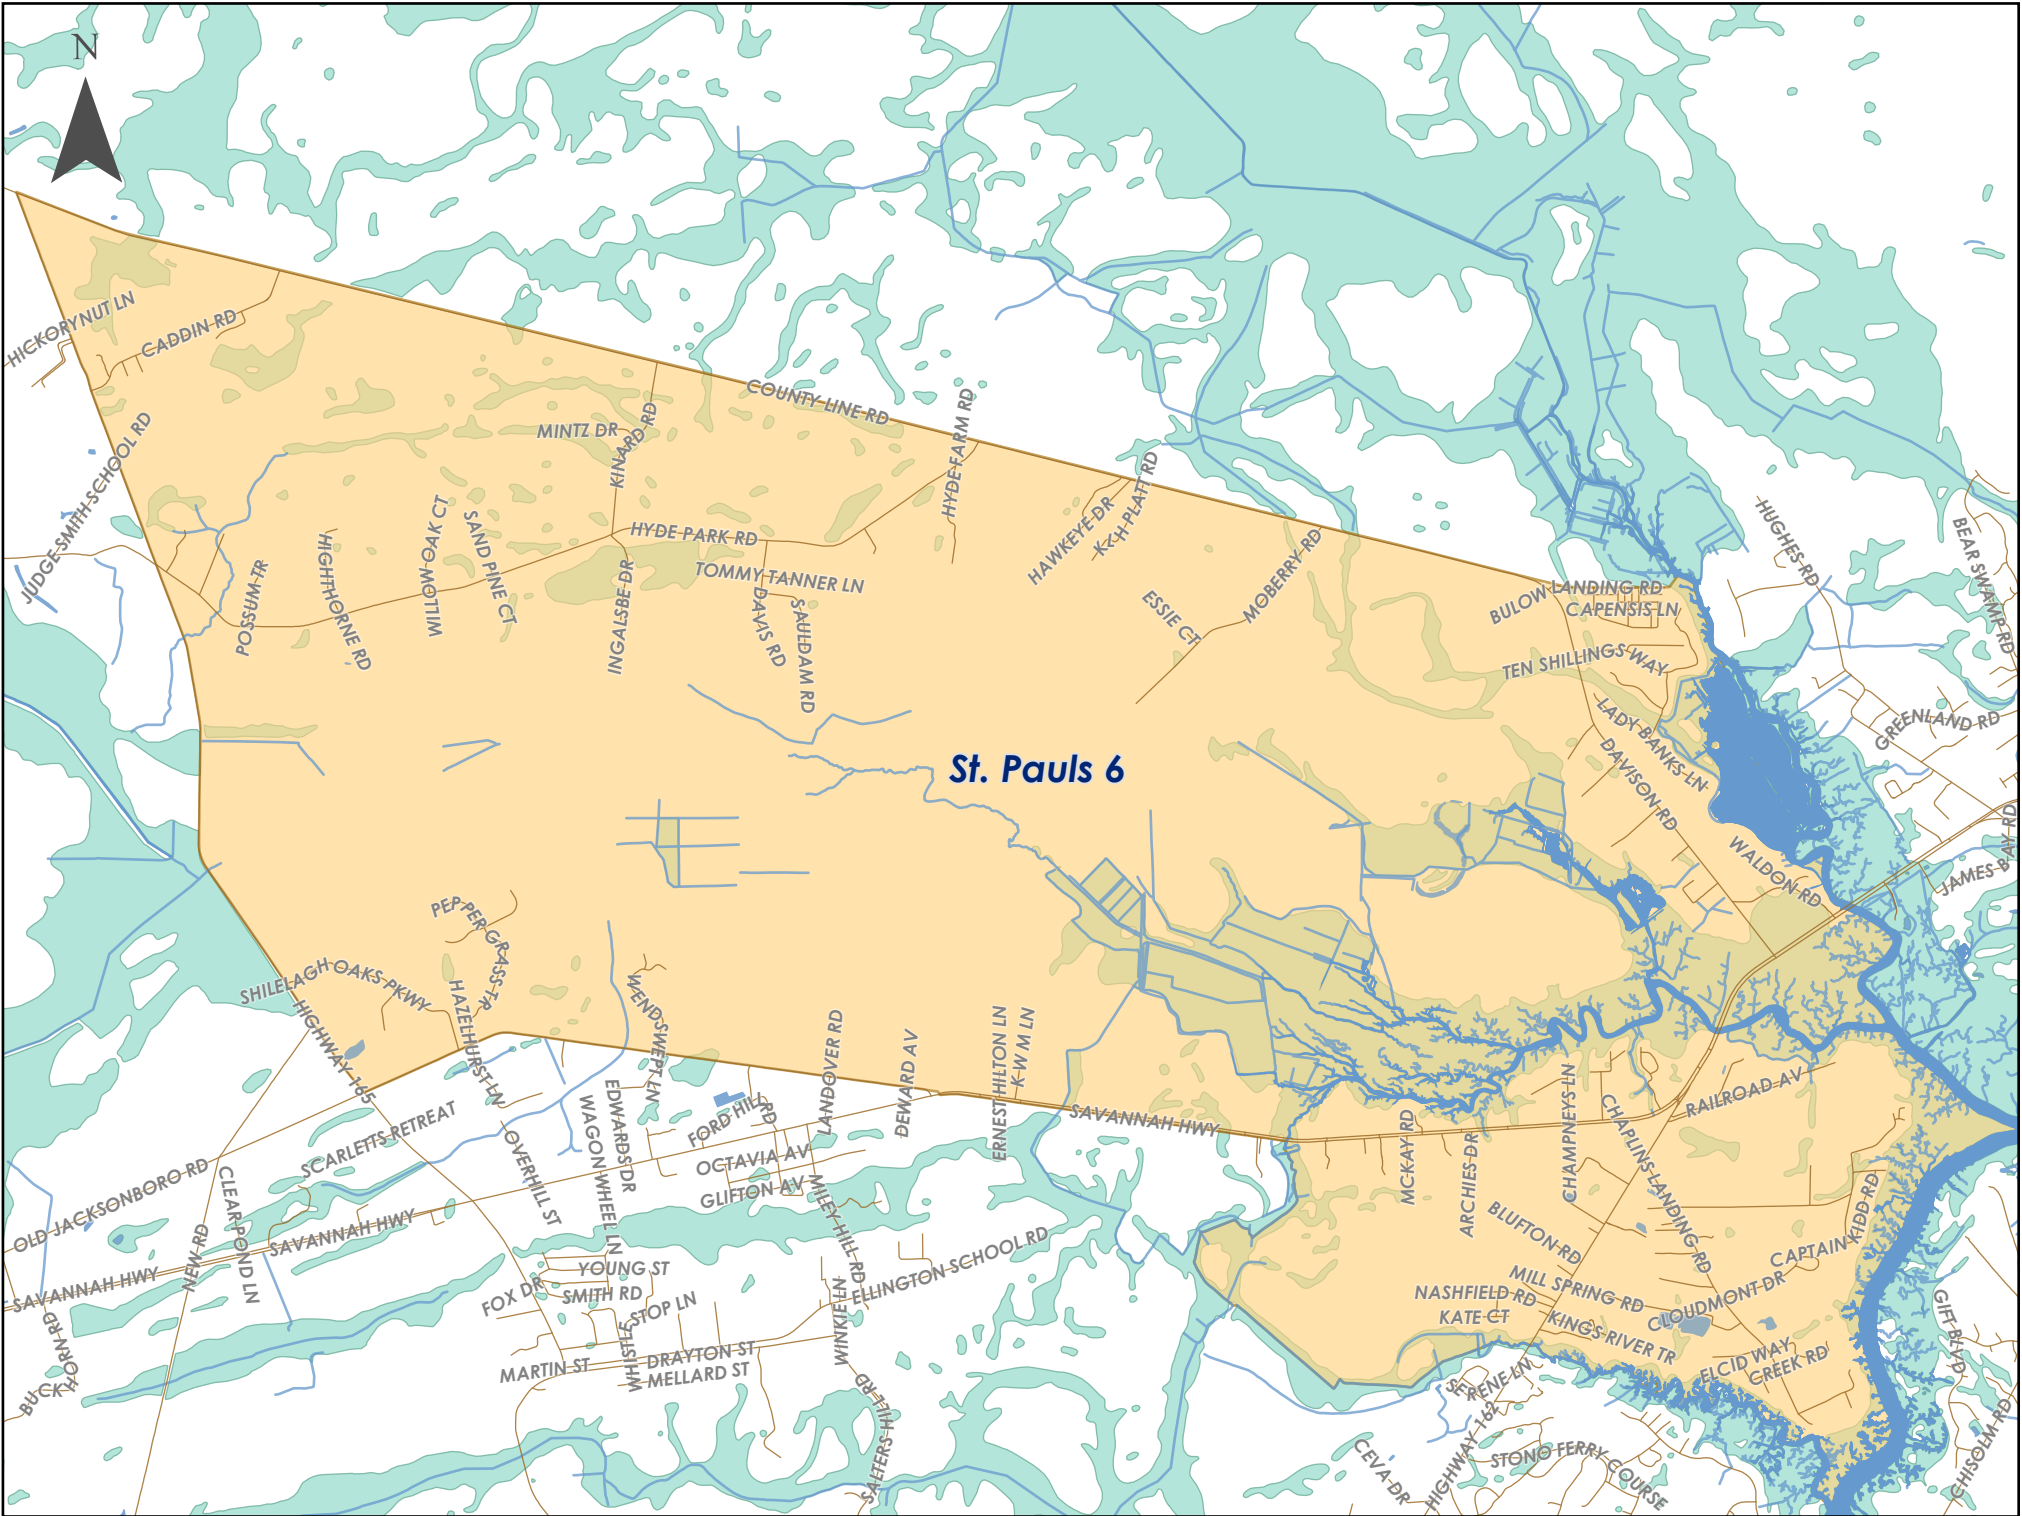 N
HICKORYNUT LN
CADDIN RD
COUNTY LINE RD
MINTZ DR
KINARD RD
HYDE FARM RD
JUDGE SMITH SCHOOL RD
K & H PLATT RD
HAWKEYE DR
HYDE PARK RD
WILLOW OAK CT
SAND PINE CT
HIGHTHORNE RD
POSSUM TR
INGALSBE DR
TOMMY TANNER LN
DAVIS RD
SAULDAM RD
ESSIE CT
MOBERRY RD
HUGHES RD
BEAR SWAMP RD
BULOW LANDING RD
CAPENSIS LN
TEN SHILLINGS WAY
LADY BANKS LN
DAVISON RD
GREENLAND RD
St. Pauls 6
WALDON RD
JAMES BAY RD
PEPPERGRASS TR
SHILELAGH OAKS PKWY
HAZELHURST LN
HIGHWAY 165
WENDSWEPT LN
LANDOVER RD
DEWARD AV
ERNEST HILTON LN
K W M LN
EDWARDS DR
WAGON WHEEL LN
FORD HILL RD
SAVANNAH HWY
MCKAY RD
ARCHIES DR
CHAMPNEYS LN
CHAPLINS LANDING RD
RAILROAD AV
SCARLETTS RETREAT
OVERHILL ST
OCTAVIA AV
GLIFTON AV
MILEY HILL RD
OLD JACKSONBORO RD
CLEAR POND LN
NEW RD
SAVANNAH HWY
SAVANNAH HWY
BUCKHORN RD
YOUNG ST
SMITH RD
FOX DR
WHISTLE STOP LN
ELLINGTON SCHOOL RD
WINKIE LN
MARTIN ST
DRAYTON ST
MELLARD ST
SALTERS HILL RD
BLUFTON RD
MILL SPRING RD
NASHFIELD RD
KATE CT
KINGS RIVER TR
CLOUDMONT DR
CAPTAIN KIDD RD
ELCID WAY
CREEK RD
GIFT BLVD
SERENE LN
HIGHWAY 162
CEVA DR
STONO FERRY COURSE
CHISOLM RD